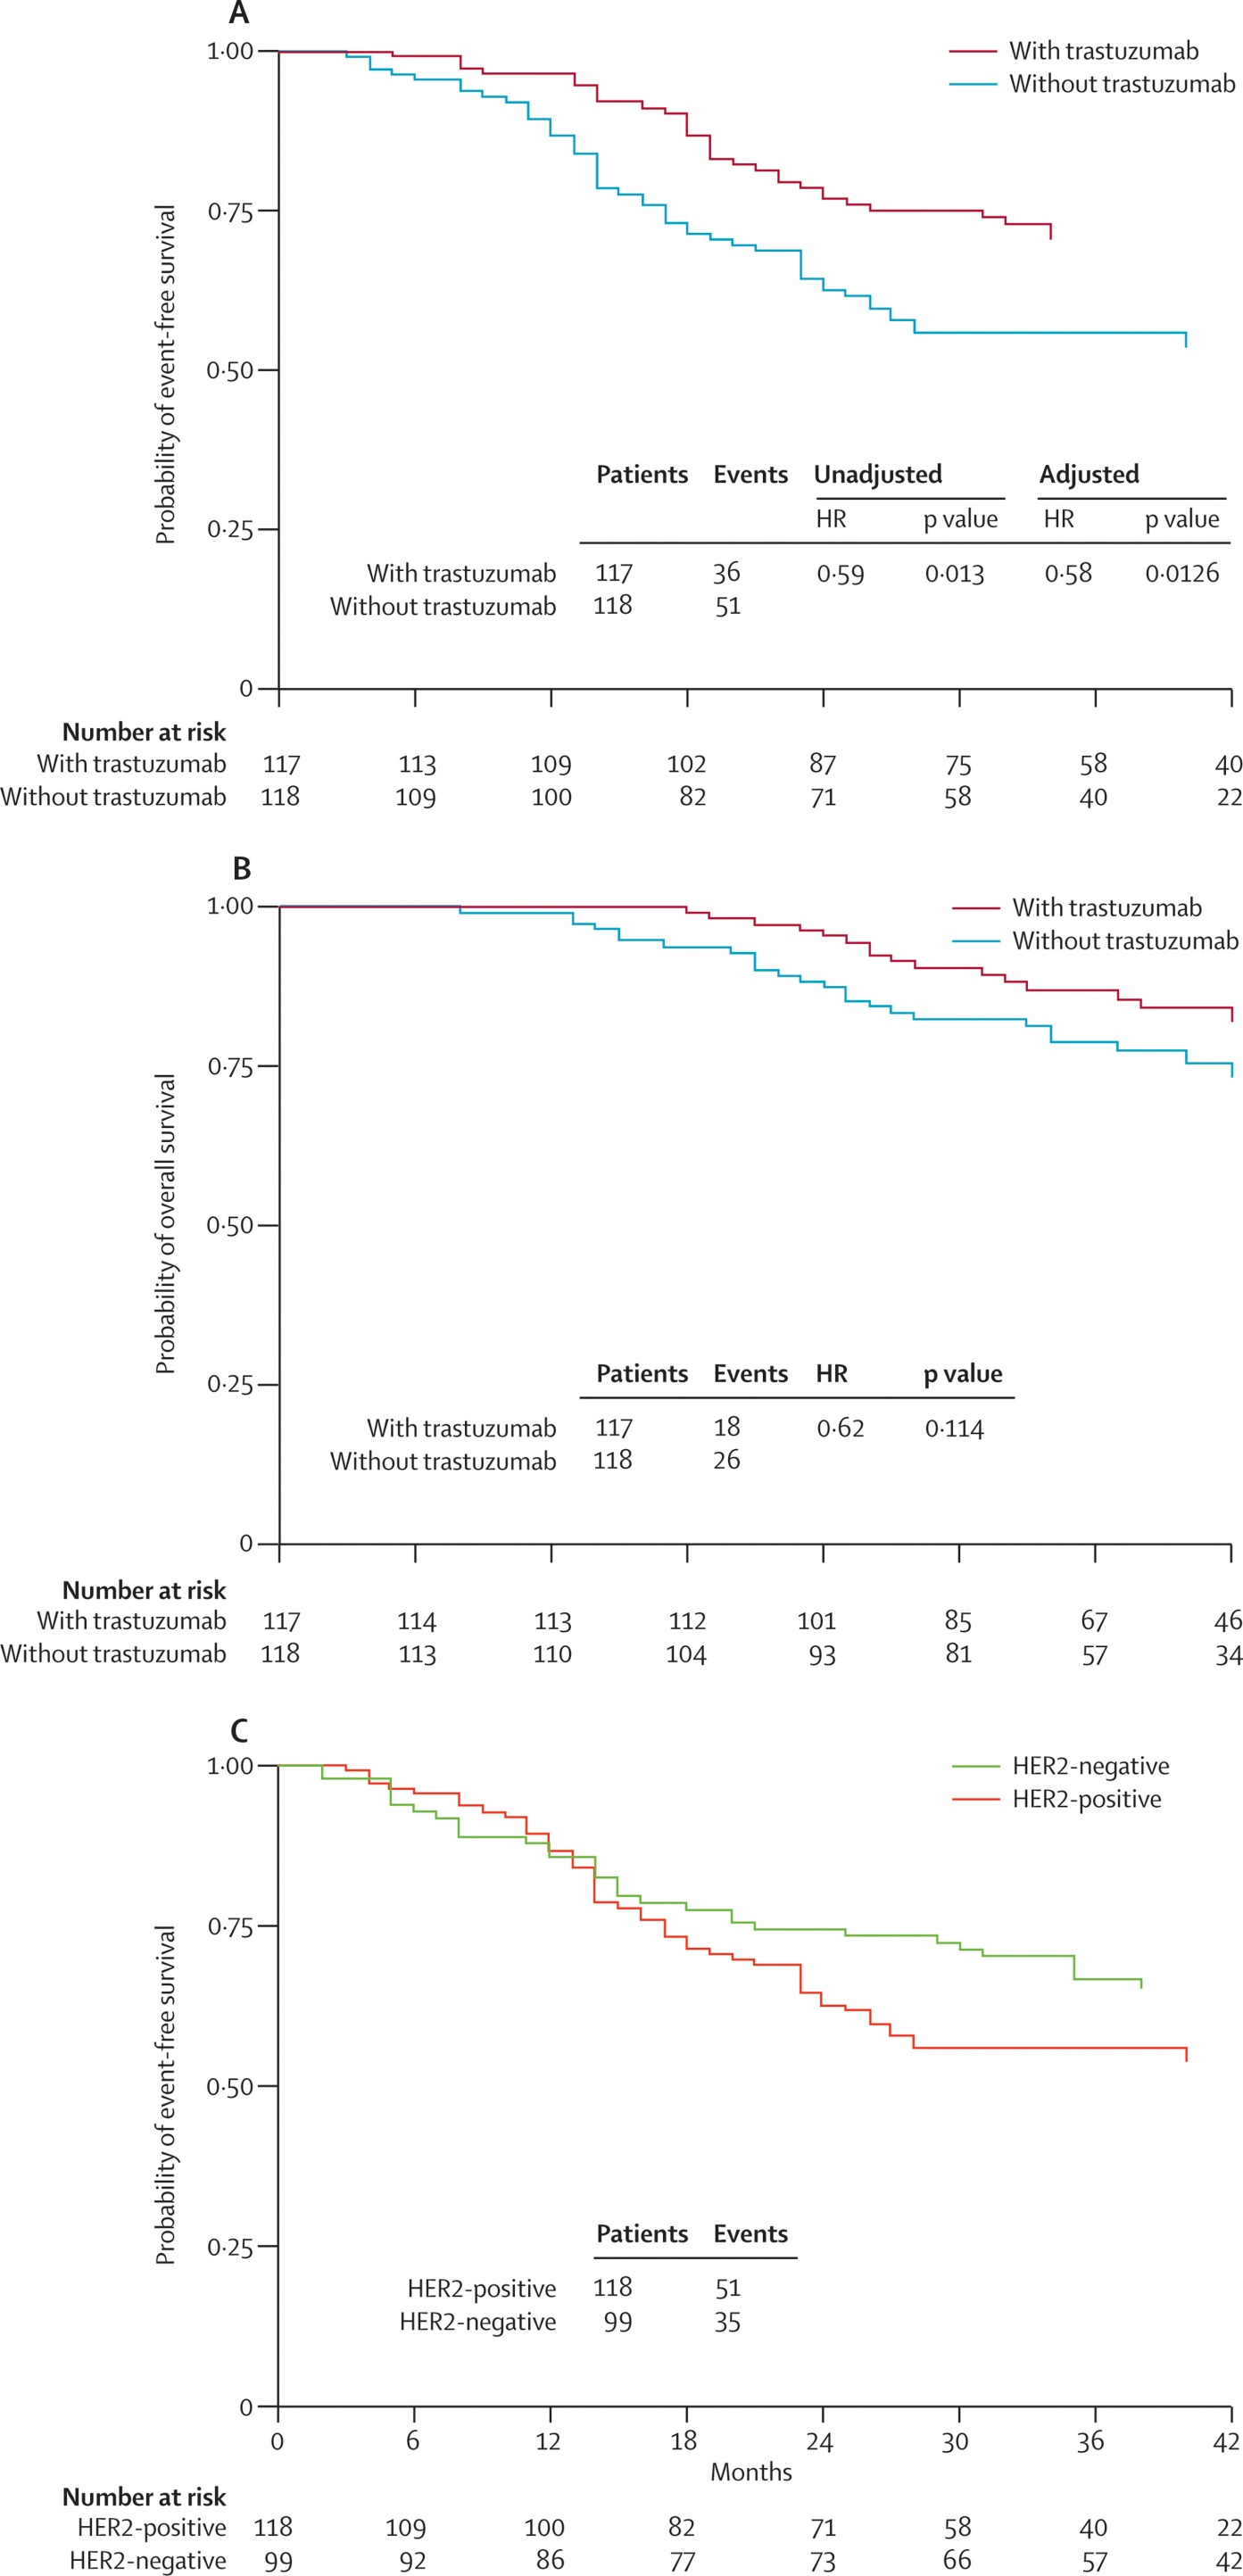 A
1·00
With trastuzumab
Without trastuzumab
0·75
0·50
0·25
0
Probability of event-free survival
Patients Events Unadjusted Adjusted
HR p value HR p value
With trastuzumab 117 36 0·59 0·013 0·58 0·0126
Without trastuzumab 118 51
Number at risk
With trastuzumab 117 113 109 102 87 75 58 40
Without trastuzumab 118 109 100 82 71 58 40 22
B
1·00
With trastuzumab
Without trastuzumab
0·75
0·50
0·25
0
Probability of overall survival
Patients Events HR p value
With trastuzumab 117 18 0·62 0·114
Without trastuzumab 118 26
Number at risk
With trastuzumab 117 114 113 112 101 85 67 46
Without trastuzumab 118 113 110 104 93 81 57 34
C
1·00
HER2-negative
HER2-positive
0·75
0·50
0·25
0
Probability of event-free survival
Patients Events
HER2-positive 118 51
HER2-negative 99 35
0 6 12 18 24 30 36 42
Months
Number at risk
HER2-positive 118 109 100 82 71 58 40 22
HER2-negative 99 92 86 77 73 66 57 42